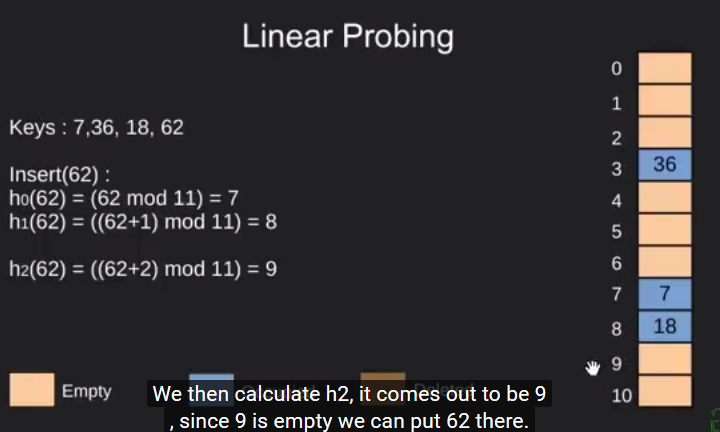 Linear Probing
Keys : 7,36, 18, 62
Insert(62) :
h0(62) = (62 mod 11) = 7
h1(62) = ((62+1) mod 11) = 8
h2(62) = ((62+2) mod 11) = 9
0
1
2
3 36
4
5
6
7 7
8 18
9
10
Empty
We then calculate h2, it comes out to be 9
, since 9 is empty we can put 62 there.